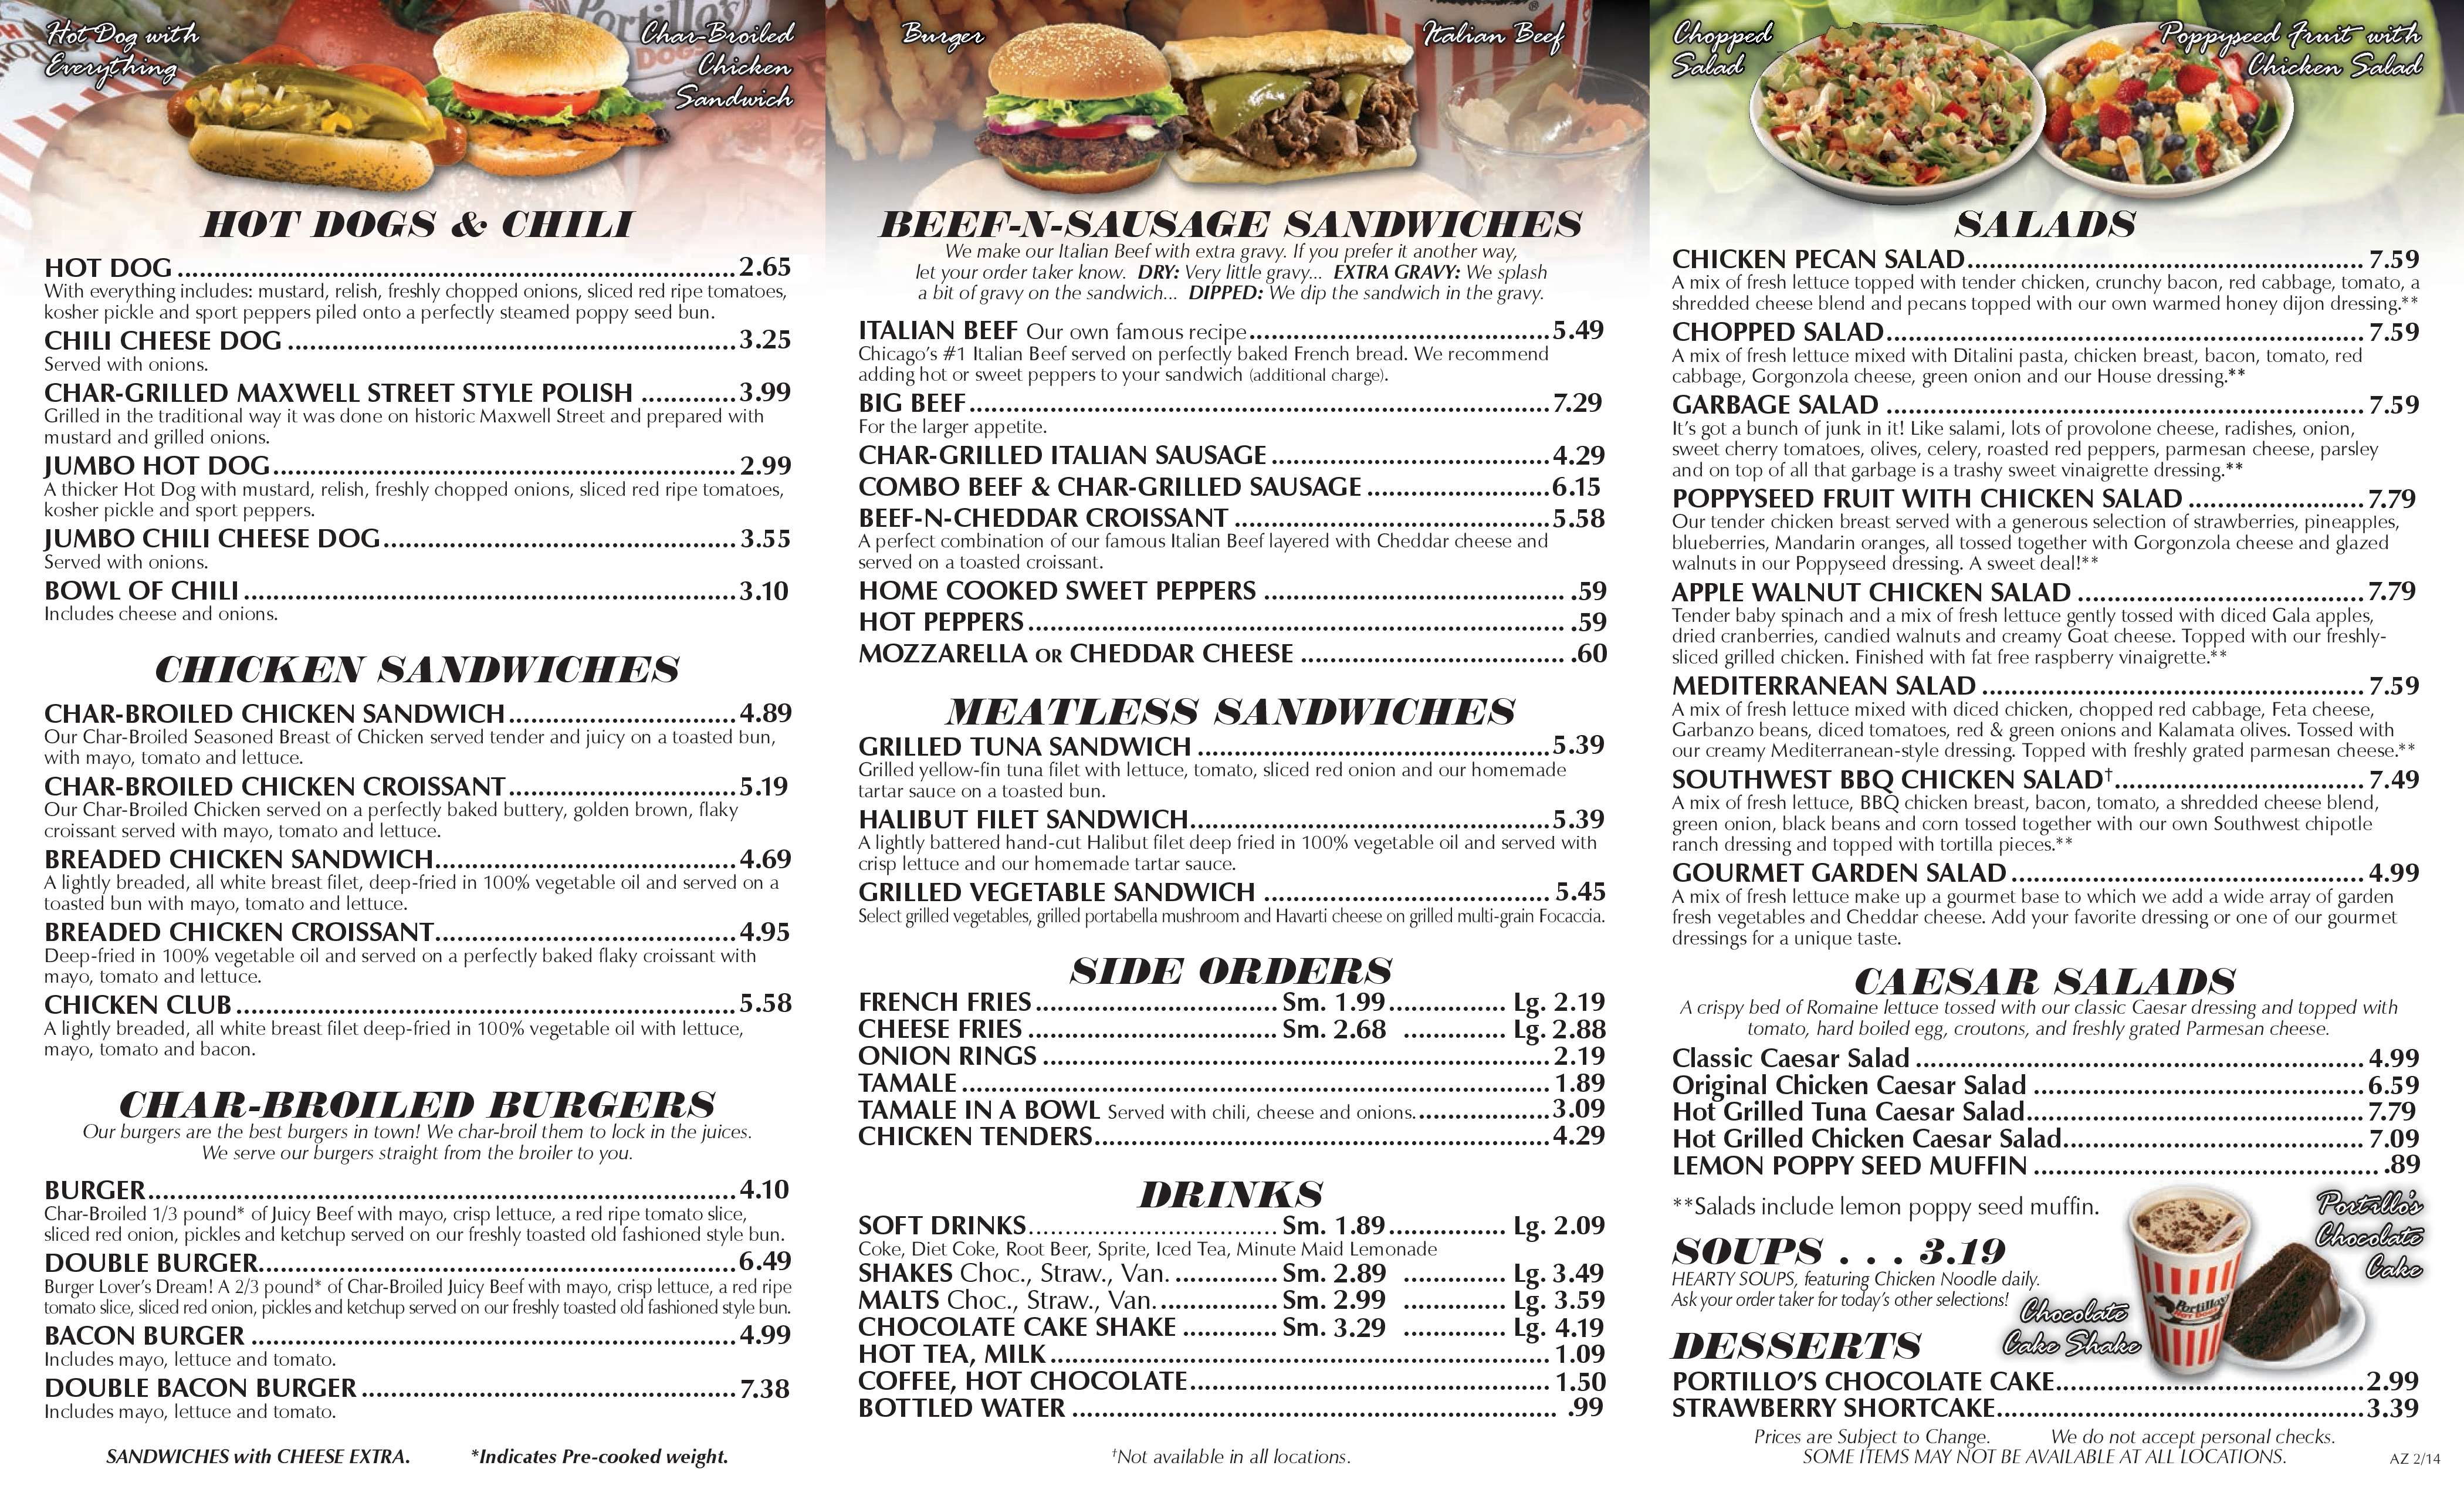 Hot Dog with
Everything
Char-Broiled
Chicken
Sandwich
Portillo's
HOT DOGS & CHILI
HOT DOG 2.65
With everything includes: mustard, relish, freshly chopped onions, sliced red ripe tomatoes,
kosher pickle and sport peppers piled onto a perfectly steamed poppy seed bun.
CHILI CHEESE DOG 3.25
Served with onions.
CHAR-GRILLED MAXWELL STREET STYLE POLISH 3.99
Grilled in the traditional way it was done on historic Maxwell Street and prepared with
mustard and grilled onions.
JUMBO HOT DOG 2.99
A thicker Hot Dog with mustard, relish, freshly chopped onions, sliced red ripe tomatoes,
kosher pickle and sport peppers.
JUMBO CHILI CHEESE DOG 3.55
Served with onions.
BOWL OF CHILI 3.10
Includes cheese and onions.
CHICKEN SANDWICHES
CHAR-BROILED CHICKEN SANDWICH 4.89
Our Char-Broiled Seasoned Breast of Chicken served tender and juicy on a toasted bun,
with mayo, tomato and lettuce.
CHAR-BROILED CHICKEN CROISSANT 5.19
Our Char-Broiled Chicken served on a perfectly baked buttery, golden brown, flaky
croissant served with mayo, tomato and lettuce.
BREADED CHICKEN SANDWICH 4.69
A lightly breaded, all white breast filet, deep-fried in 100% vegetable oil and served on a
toasted bun with mayo, tomato and lettuce.
BREADED CHICKEN CROISSANT 4.95
Deep-fried in 100% vegetable oil and served on a perfectly baked flaky croissant with
mayo, tomato and lettuce.
CHICKEN CLUB 5.58
A lightly breaded, all white breast filet deep-fried in 100% vegetable oil with lettuce,
mayo, tomato and bacon.
CHAR-BROILED BURGERS
Our burgers are the best burgers in town! We char-broil them to lock in the juices.
We serve our burgers straight from the broiler to you.
BURGER 4.10
Char-Broiled 1/3 pound* of Juicy Beef with mayo, crisp lettuce, a red ripe tomato slice,
sliced red onion, pickles and ketchup served on our freshly toasted old fashioned style bun.
DOUBLE BURGER 6.49
Burger Lover's Dream! A 2/3 pound* of Char-Broiled Juicy Beef with mayo, crisp lettuce, a red ripe
tomato slice, sliced red onion, pickles and ketchup served on our freshly toasted old fashioned style bun.
BACON BURGER 4.99
Includes mayo, lettuce and tomato.
DOUBLE BACON BURGER 7.38
Includes mayo, lettuce and tomato.
SANDWICHES with CHEESE EXTRA. *Indicates Pre-cooked weight.
Burger
Italian Beef
BEEF-N-SAUSAGE SANDWICHES
We make our Italian Beef with extra gravy. If you prefer it another way,
let your order taker know. DRY: Very little gravy... EXTRA GRAVY: We splash
a bit of gravy on the sandwich... DIPPED: We dip the sandwich in the gravy.
ITALIAN BEEF Our own famous recipe 5.49
Chicago's #1 Italian Beef served on perfectly baked French bread. We recommend
adding hot or sweet peppers to your sandwich (additional charge).
BIG BEEF 7.29
For the larger appetite.
CHAR-GRILLED ITALIAN SAUSAGE 4.29
COMBO BEEF & CHAR-GRILLED SAUSAGE 6.15
BEEF-N-CHEDDAR CROISSANT 5.58
A perfect combination of our famous Italian Beef layered with Cheddar cheese and
served on a toasted croissant.
HOME COOKED SWEET PEPPERS .59
HOT PEPPERS .59
MOZZARELLA OR CHEDDAR CHEESE .60
MEATLESS SANDWICHES
GRILLED TUNA SANDWICH 5.39
Grilled yellow-fin tuna filet with lettuce, tomato, sliced red onion and our homemade
tartar sauce on a toasted bun.
HALIBUT FILET SANDWICH 5.39
A lightly battered hand-cut Halibut filet deep fried in 100% vegetable oil and served with
crisp lettuce and our homemade tartar sauce.
GRILLED VEGETABLE SANDWICH 5.45
Select grilled vegetables, grilled portabella mushroom and Havarti cheese on grilled multi-grain Focaccia.
SIDE ORDERS
FRENCH FRIES Sm. 1.99 Lg. 2.19
CHEESE FRIES Sm. 2.68 Lg. 2.88
ONION RINGS 2.19
TAMALE 1.89
TAMALE IN A BOWL Served with chili, cheese and onions. 3.09
CHICKEN TENDERS 4.29
DRINKS
SOFT DRINKS Sm. 1.89 Lg. 2.09
Coke, Diet Coke, Root Beer, Sprite, Iced Tea, Minute Maid Lemonade
SHAKES Choc., Straw., Van. Sm. 2.89 Lg. 3.49
MALTS Choc., Straw., Van. Sm. 2.99 Lg. 3.59
CHOCOLATE CAKE SHAKE Sm. 3.29 Lg. 4.19
HOT TEA, MILK 1.09
COFFEE, HOT CHOCOLATE 1.50
BOTTLED WATER .99
†Not available in all locations.
Chopped
Salad
Poppyseed Fruit with
Chicken Salad
SALADS
CHICKEN PECAN SALAD 7.59
A mix of fresh lettuce topped with tender chicken, crunchy bacon, red cabbage, tomato, a
shredded cheese blend and pecans topped with our own warmed honey dijon dressing.**
CHOPPED SALAD 7.59
A mix of fresh lettuce mixed with Ditalini pasta, chicken breast, bacon, tomato, red
cabbage, Gorgonzola cheese, green onion and our House dressing.**
GARBAGE SALAD 7.59
It's got a bunch of junk in it! Like salami, lots of provolone cheese, radishes, onion,
sweet cherry tomatoes, olives, celery, roasted red peppers, parmesan cheese, parsley
and on top of all that garbage is a trashy sweet vinaigrette dressing.**
POPPYSEED FRUIT WITH CHICKEN SALAD 7.79
Our tender chicken breast served with a generous selection of strawberries, pineapples,
blueberries, Mandarin oranges, all tossed together with Gorgonzola cheese and glazed
walnuts in our Poppyseed dressing. A sweet deal!**
APPLE WALNUT CHICKEN SALAD 7.79
Tender baby spinach and a mix of fresh lettuce gently tossed with diced Gala apples,
dried cranberries, candied walnuts and creamy Goat cheese. Topped with our freshly-
sliced grilled chicken. Finished with fat free raspberry vinaigrette.**
MEDITERRANEAN SALAD 7.59
A mix of fresh lettuce mixed with diced chicken, chopped red cabbage, Feta cheese,
Garbanzo beans, diced tomatoes, red & green onions and Kalamata olives. Tossed with
our creamy Mediterranean-style dressing. Topped with freshly grated parmesan cheese.**
SOUTHWEST BBQ CHICKEN SALAD† 7.49
A mix of fresh lettuce, BBQ chicken breast, bacon, tomato, a shredded cheese blend,
green onion, black beans and corn tossed together with our own Southwest chipotle
ranch dressing and topped with tortilla pieces.**
GOURMET GARDEN SALAD 4.99
A mix of fresh lettuce make up a gourmet base to which we add a wide array of garden
fresh vegetables and Cheddar cheese. Add your favorite dressing or one of our gourmet
dressings for a unique taste.
CAESAR SALADS
A crispy bed of Romaine lettuce tossed with our classic Caesar dressing and topped with
tomato, hard boiled egg, croutons, and freshly grated Parmesan cheese.
Classic Caesar Salad 4.99
Original Chicken Caesar Salad 6.59
Hot Grilled Tuna Caesar Salad 7.79
Hot Grilled Chicken Caesar Salad 7.09
LEMON POPPY SEED MUFFIN .89
**Salads include lemon poppy seed muffin.
SOUPS . . . 3.19
HEARTY SOUPS, featuring Chicken Noodle daily.
Ask your order taker for today's other selections!
Portillo's
Chocolate
Cake
Chocolate
Cake Shake
Portillo's
HOT DOGS
DESSERTS
PORTILLO'S CHOCOLATE CAKE 2.99
STRAWBERRY SHORTCAKE 3.39
Prices are Subject to Change. We do not accept personal checks.
SOME ITEMS MAY NOT BE AVAILABLE AT ALL LOCATIONS.
AZ 2/14